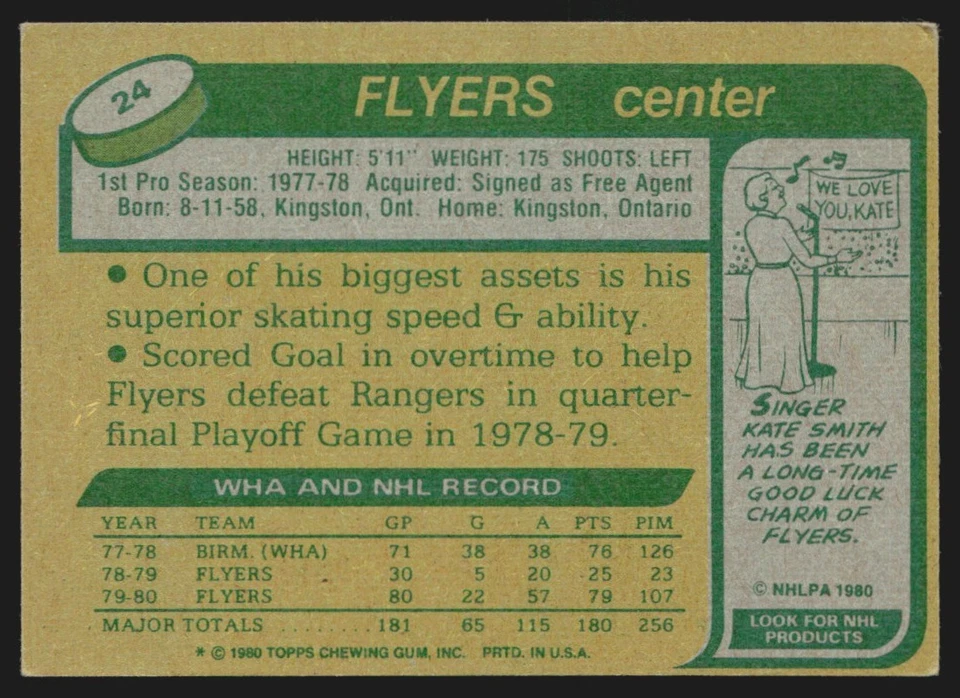 24
FLYERS center
HEIGHT: 5'11" WEIGHT: 175 SHOOTS: LEFT
1st Pro Season: 1977-78 Acquired: Signed as Free Agent
Born: 8-11-58, Kingston, Ont. Home: Kingston, Ontario
• One of his biggest assets is his
superior skating speed & ability.
• Scored Goal in overtime to help
Flyers defeat Rangers in quarter-
final Playoff Game in 1978-79.
WHA AND NHL RECORD
YEAR TEAM GP G A PTS PIM
77-78 BIRM. (WHA) 71 38 38 76 126
78-79 FLYERS 30 5 20 25 23
79-80 FLYERS 80 22 57 79 107
MAJOR TOTALS ........ 181 65 115 180 256
* © 1980 TOPPS CHEWING GUM, INC. PRTD. IN U.S.A.
WE LOVE
YOU, KATE
SINGER
KATE SMITH
HAS BEEN
A LONG-TIME
GOOD LUCK
CHARM OF
FLYERS.
© NHLPA 1980
LOOK FOR NHL
PRODUCTS